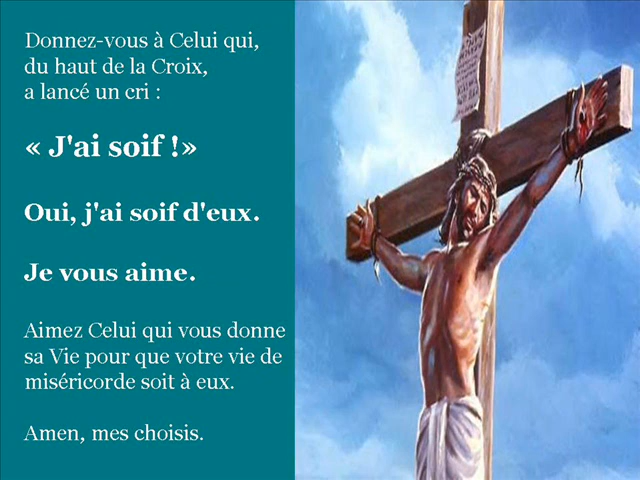 Donnez-vous à Celui qui,
du haut de la Croix,
a lancé un cri :
« J'ai soif !»
Oui, j'ai soif d'eux.
Je vous aime.
Aimez Celui qui vous donne
sa Vie pour que votre vie de
miséricorde soit à eux.
Amen, mes choisis.